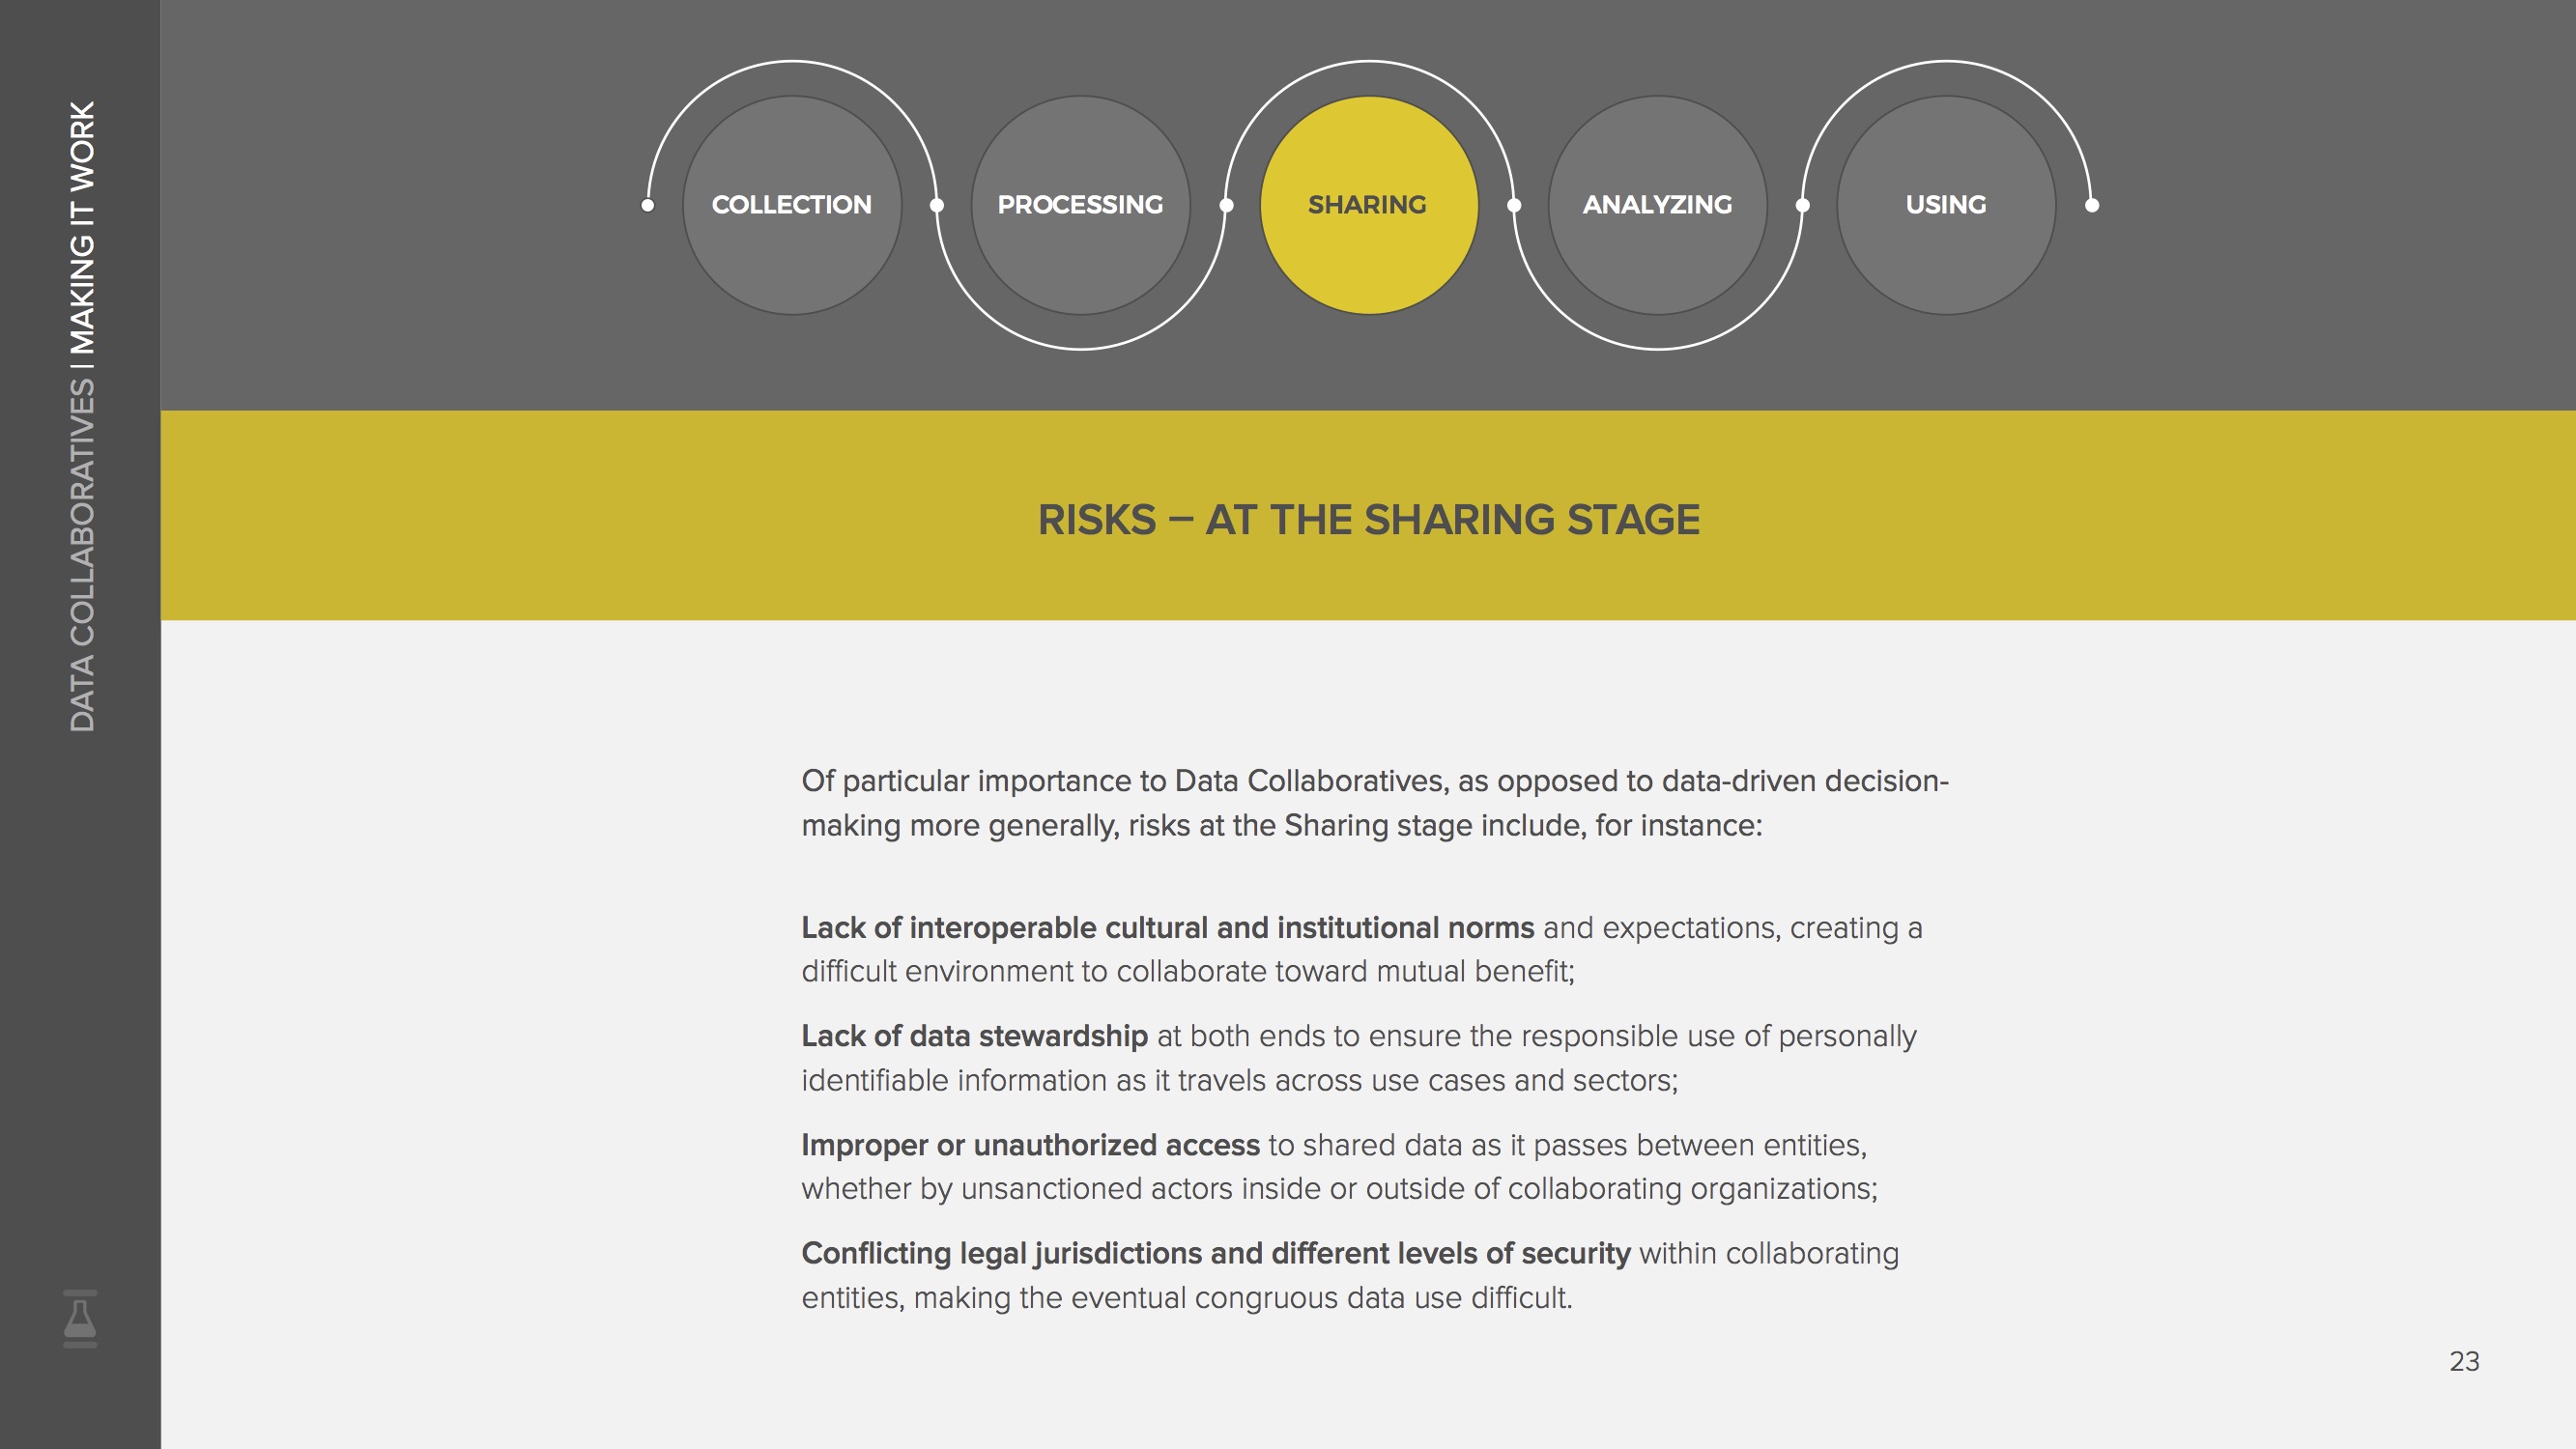 DATA COLLABORATIVES | MAKING IT WORK
COLLECTION
PROCESSING
SHARING
ANALYZING
USING
RISKS – AT THE SHARING STAGE
Of particular importance to Data Collaboratives, as opposed to data-driven decision-
making more generally, risks at the Sharing stage include, for instance:
Lack of interoperable cultural and institutional norms and expectations, creating a
difficult environment to collaborate toward mutual benefit;
Lack of data stewardship at both ends to ensure the responsible use of personally
identifiable information as it travels across use cases and sectors;
Improper or unauthorized access to shared data as it passes between entities,
whether by unsanctioned actors inside or outside of collaborating organizations;
Conflicting legal jurisdictions and different levels of security within collaborating
entities, making the eventual congruous data use difficult.
23